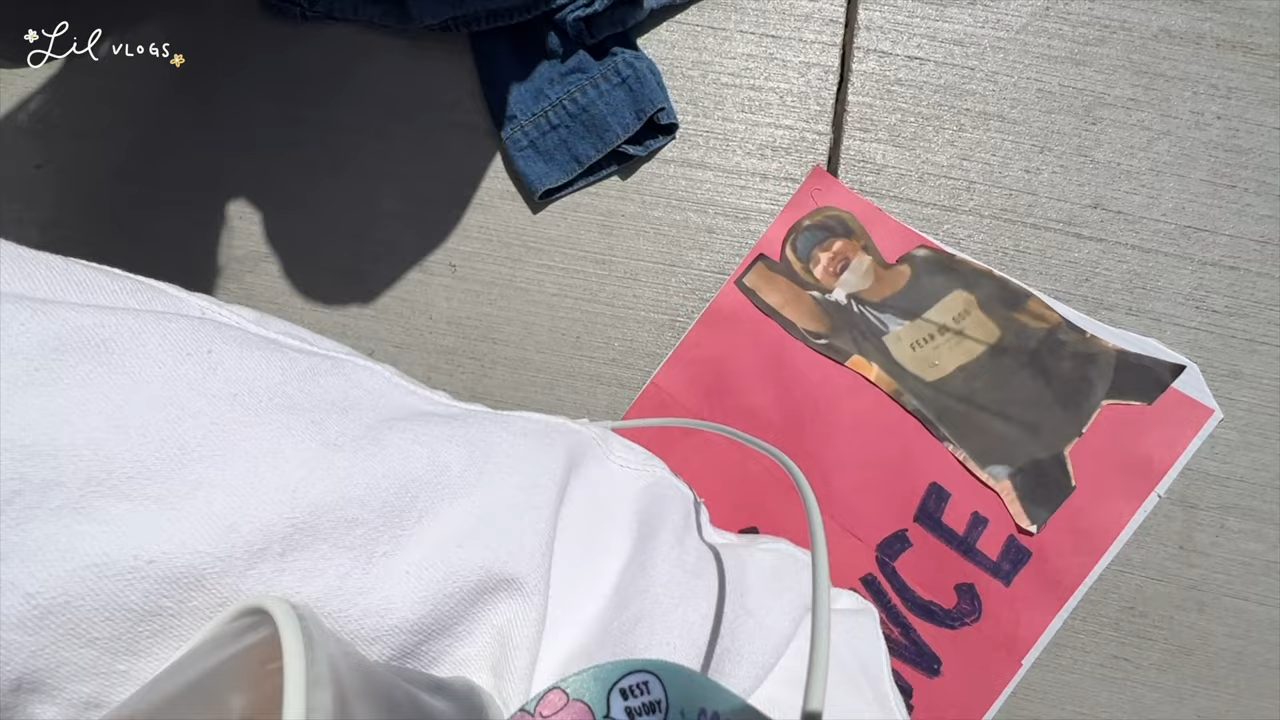 Lil VLOGS
FEAR OF GOD
NCE
BEST
BUDDY